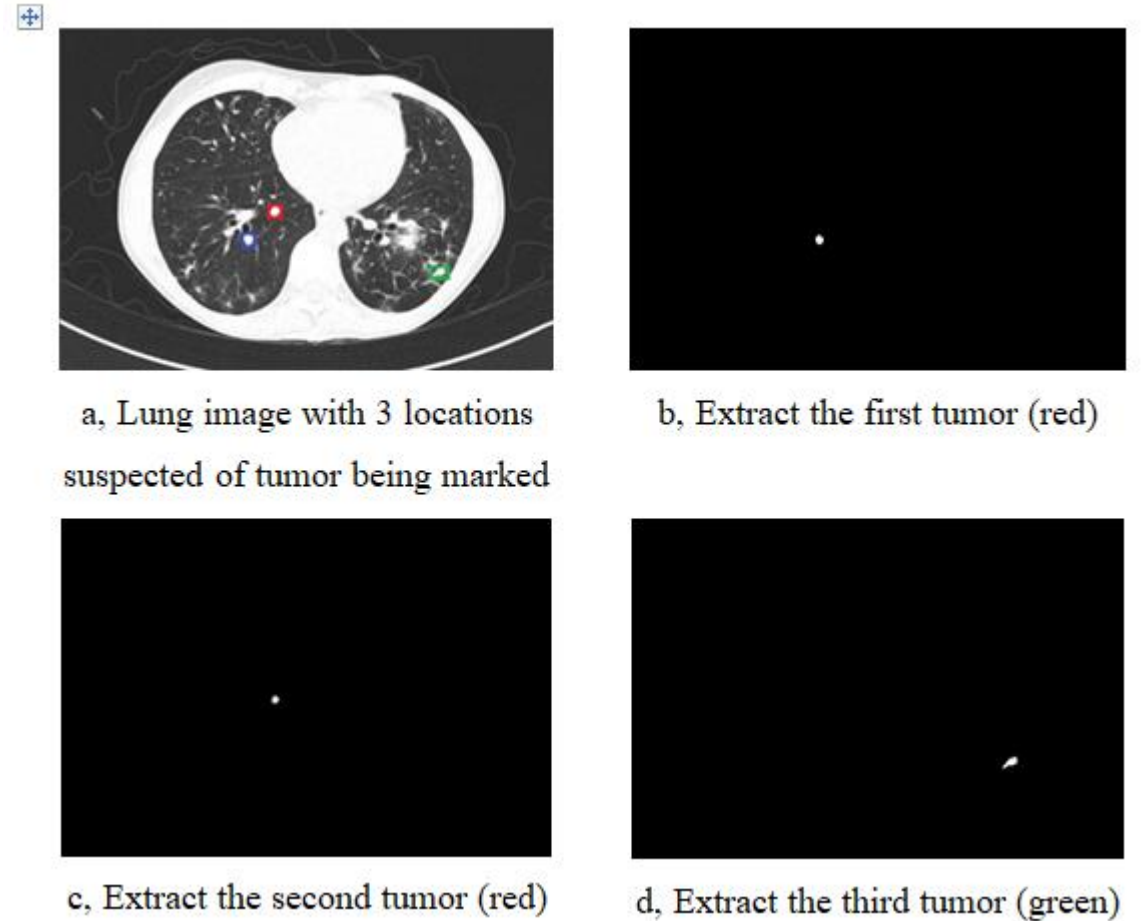 a, Lung image with 3 locations
suspected of tumor being marked
b, Extract the first tumor (red)
c, Extract the second tumor (red)
d, Extract the third tumor (green)